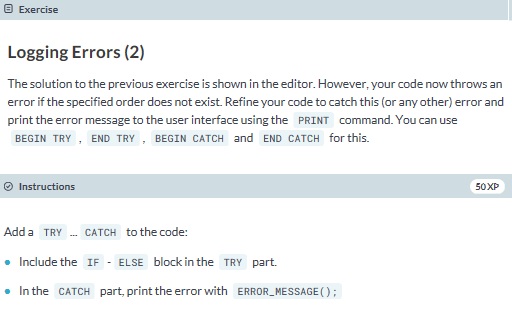 Exercise
Logging Errors (2)
The solution to the previous exercise is shown in the editor. However, your code now throws an
error if the specified order does not exist. Refine your code to catch this (or any other) error and
print the error message to the user interface using the PRINT command. You can use
BEGIN TRY , END TRY , BEGIN CATCH and END CATCH for this.
Instructions 50 XP
Add a TRY ... CATCH to the code:
• Include the IF - ELSE block in the TRY part.
• In the CATCH part, print the error with ERROR_MESSAGE();